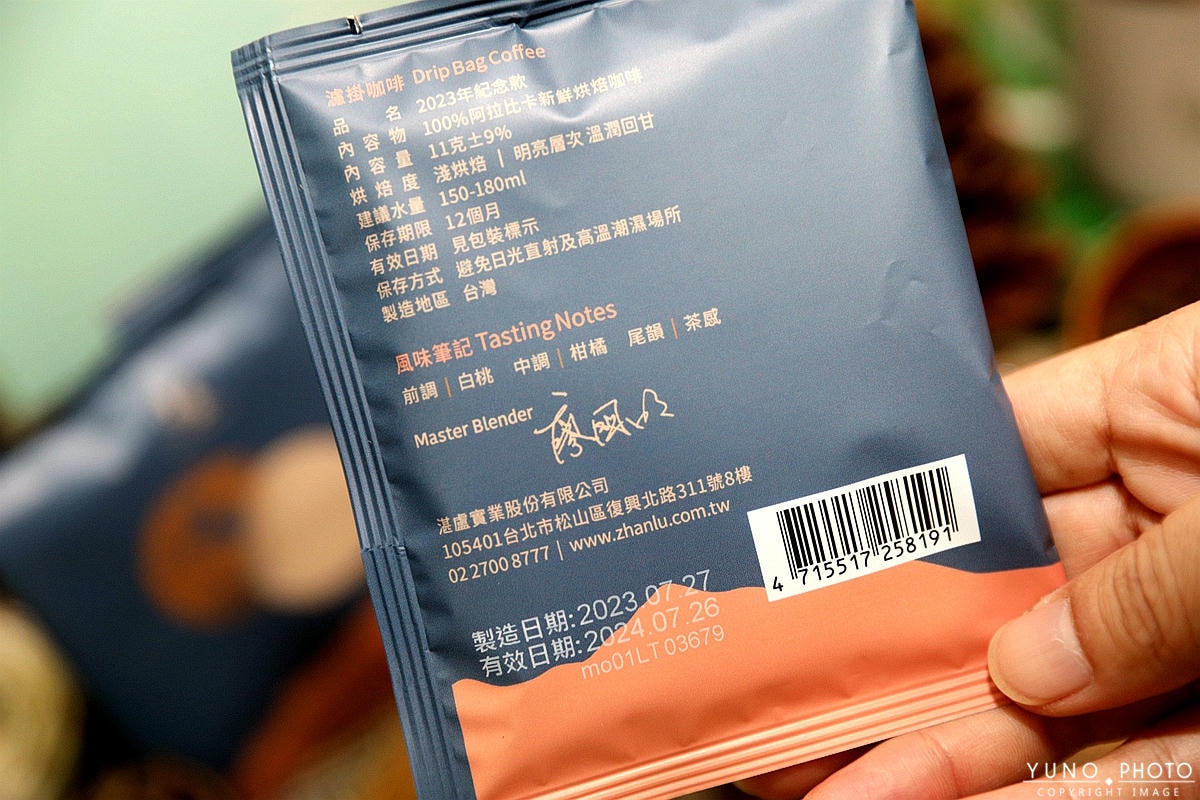 濾掛咖啡 Drip Bag Coffee
品名 2023年紀念款
內容物 100%阿拉比卡新鮮烘焙咖啡
內容量 11克±9%
烘焙度 淺烘焙 | 明亮層次 溫潤回甘
建議水量 150-180ml
保存期限 12個月
有效日期 見包裝標示
保存方式 避免日光直射及高溫潮濕場所
製造地區 台灣
風味筆記 Tasting Notes
前調 | 白桃 中調 | 柑橘 尾韻 | 茶感
Master Blender
湛盧實業股份有限公司
105401台北市松山區復興北路311號8樓
02 2700 8777 | www.zhanlu.com.tw
4 715517 258191
製造日期:2023.07.27
有效日期:2024.07.26
mo01LT 03679
YUNO PHOTO
COPYRIGHT IMAGE